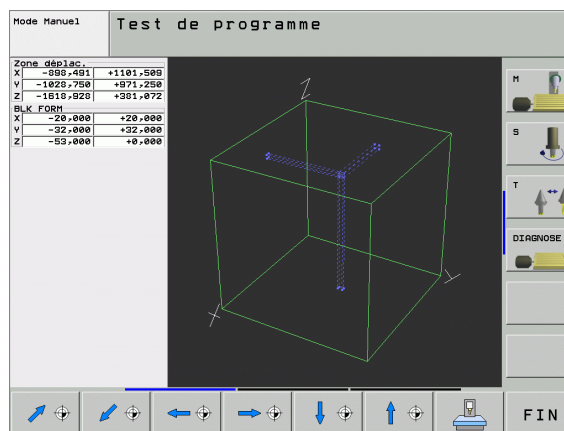 Mode Manuel
Test de programme
Zone déplac.
X -898,491 +1101,509
Y -1028,750 +971,250
Z -1618,928 +381,072
BLK FORM
X -20,000 +20,000
Y -32,000 +32,000
Z -53,000 +0,000
Z
X
Y
M
S
T
DIAGNOSE
FIN